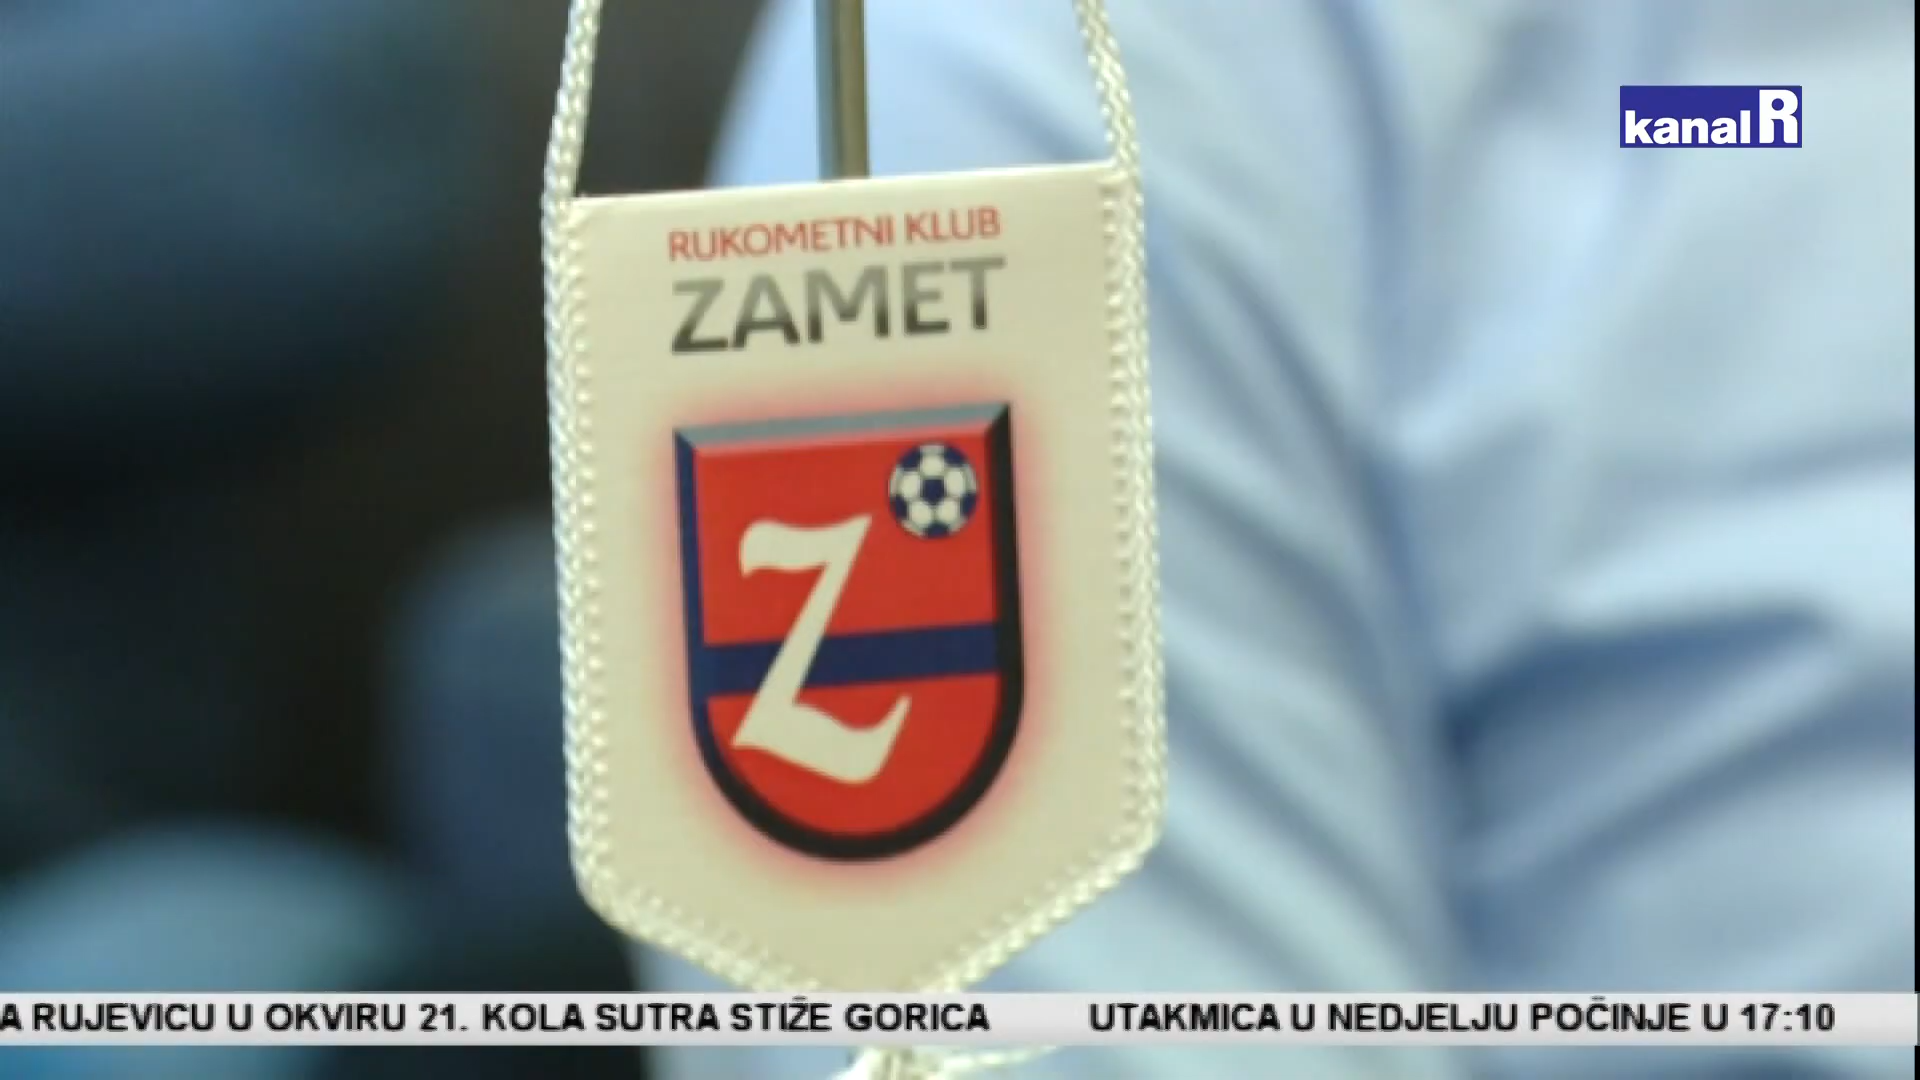 kanal R
RUKOMETNI KLUB
ZAMET
Z
A RUJEVICU U OKVIRU 21. KOLA SUTRA STIŽE GORICA UTAKMICA U NEDJELJU POČINJE U 17:10